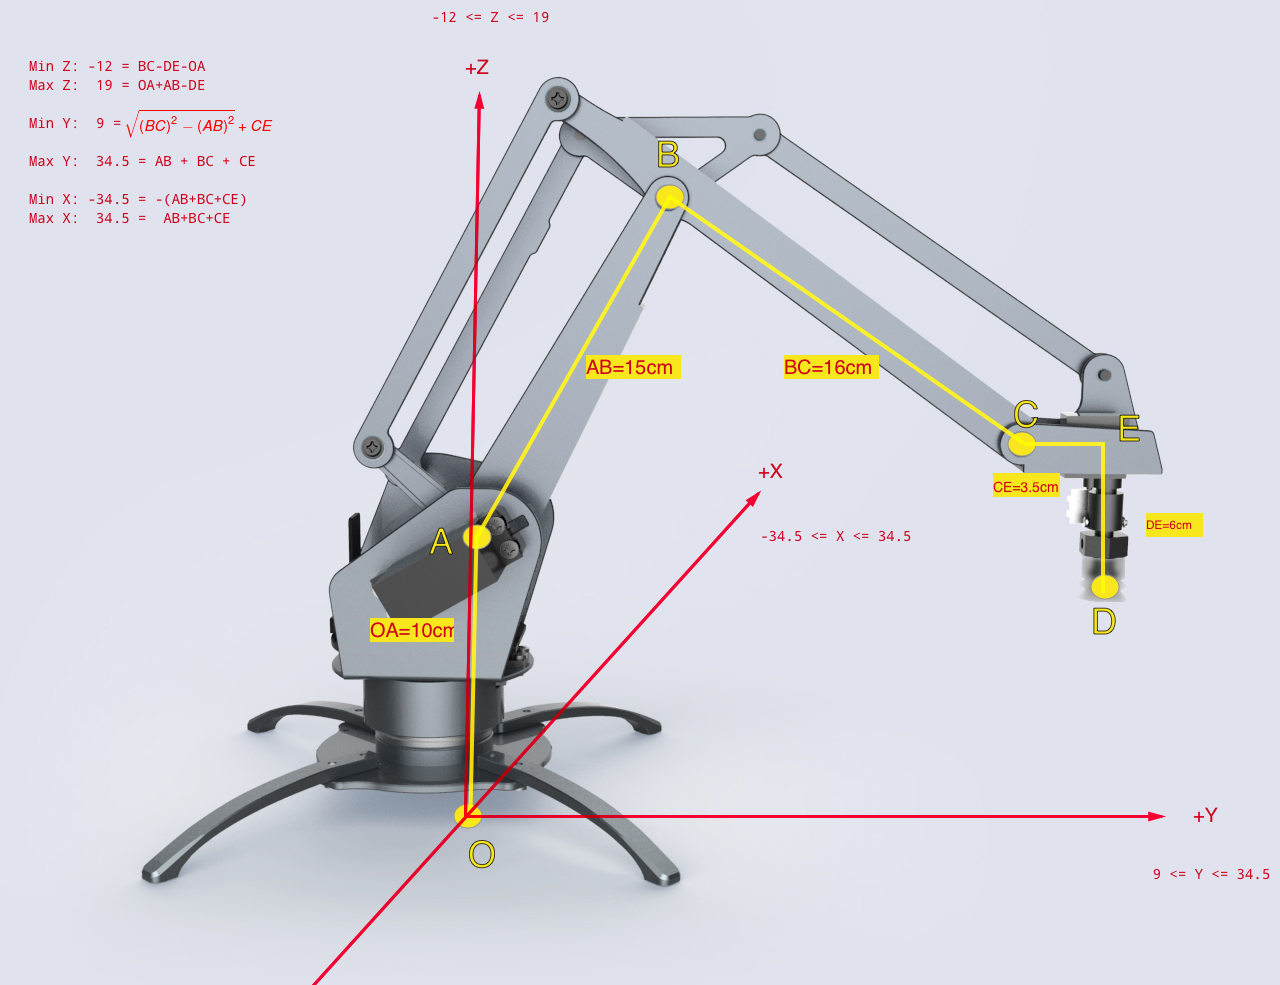 -12 <= Z <= 19
Min Z: -12 = BC-DE-OA
Max Z:  19 = OA+AB-DE
Min Y:  9 = √(BC)² − (AB)² + CE
Max Y:  34.5 = AB + BC + CE
Min X: -34.5 = -(AB+BC+CE)
Max X:  34.5 =  AB+BC+CE
+Z
B
AB=15cm
BC=16cm
C
E
+X
CE=3.5cm
-34.5 <= X <= 34.5
DE=6cm
A
D
OA=10cm
+Y
O
9 <= Y <= 34.5